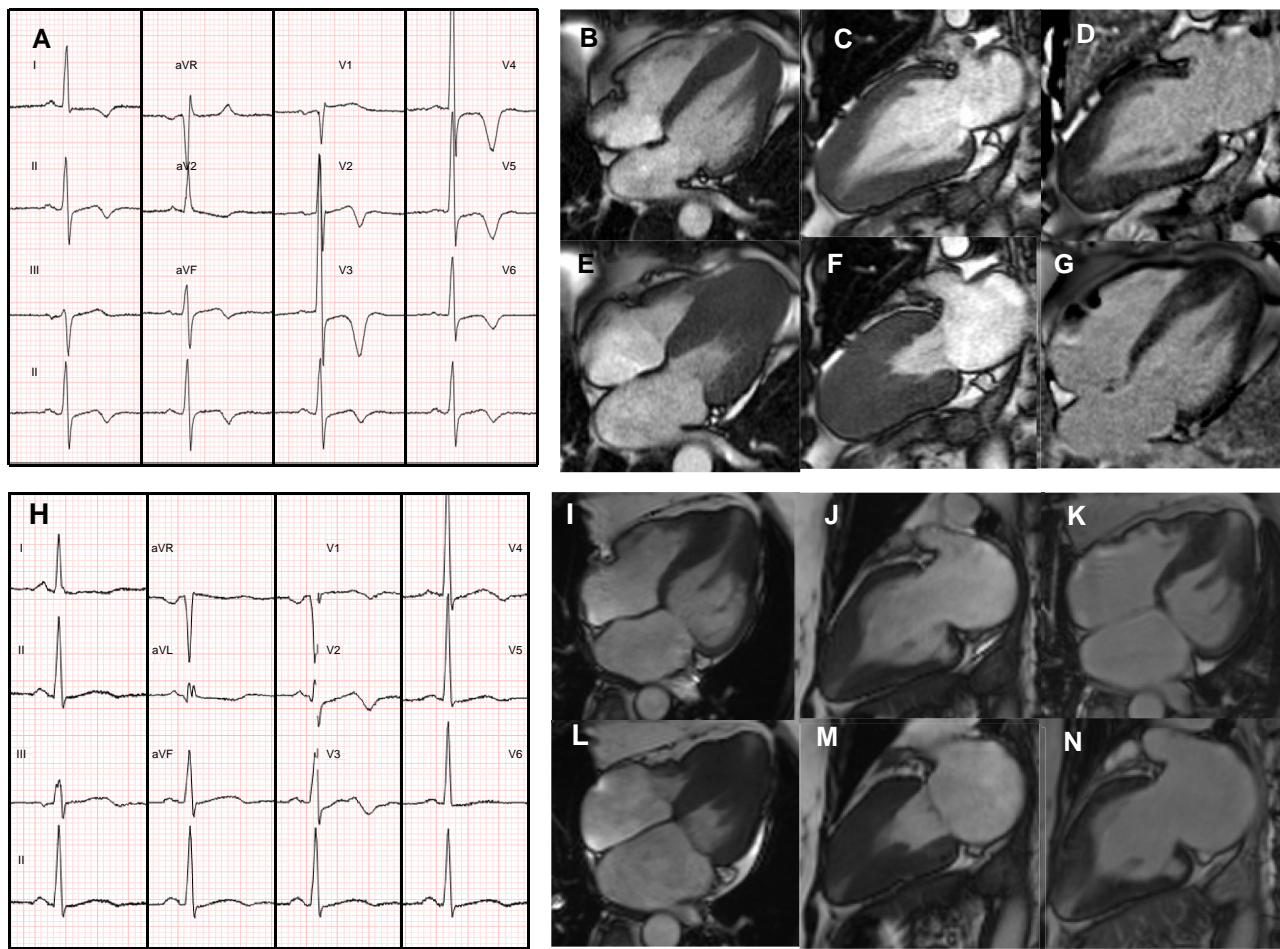 A
I aVR V1 V4
II aV2 V2 V5
III aVF V3 V6
II
B C D
E F G
H
I aVR V1 V4
II aVL V2 V5
III aVF V3 V6
II
I J K
L M N